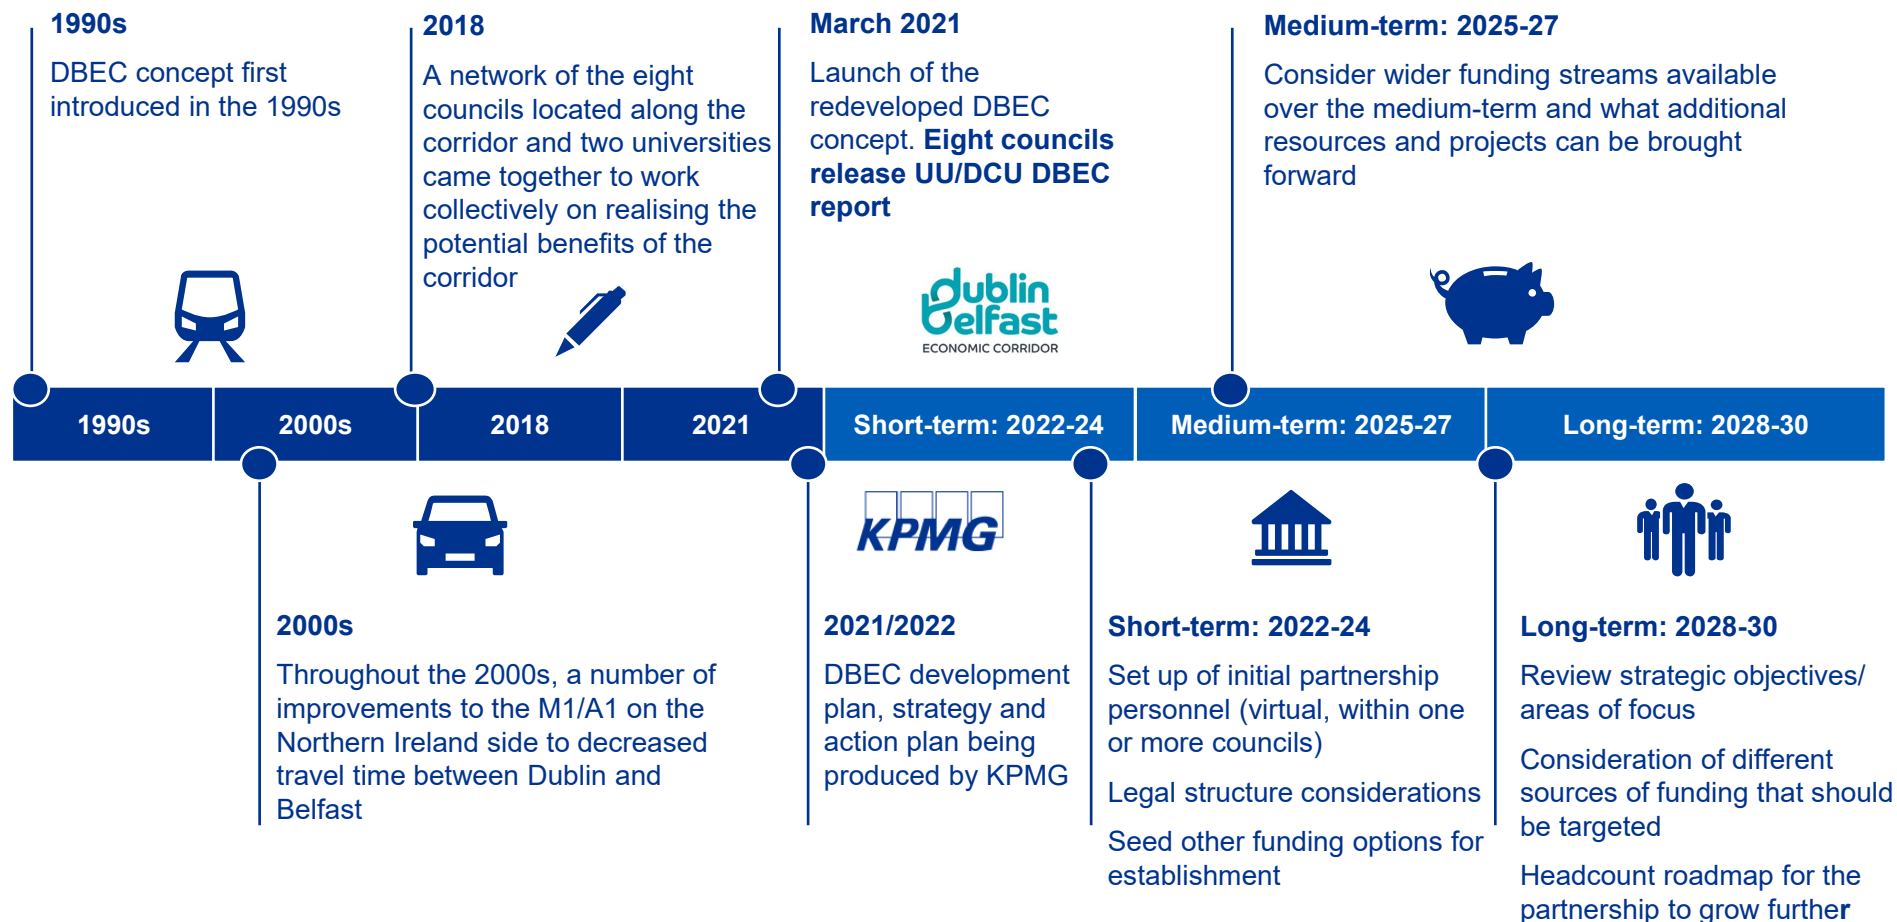 1990s
DBEC concept first
introduced in the 1990s
2018
A network of the eight
councils located along the
corridor and two universities
came together to work
collectively on realising the
potential benefits of the
corridor
March 2021
Launch of the
redeveloped DBEC
concept. Eight councils
release UU/DCU DBEC
report
dublin
belfast
ECONOMIC CORRIDOR
Medium-term: 2025-27
Consider wider funding streams available
over the medium-term and what additional
resources and projects can be brought
forward
1990s
2000s
2018
2021
Short-term: 2022-24
Medium-term: 2025-27
Long-term: 2028-30
2000s
Throughout the 2000s, a number of
improvements to the M1/A1 on the
Northern Ireland side to decreased
travel time between Dublin and
Belfast
KPMG
2021/2022
DBEC development
plan, strategy and
action plan being
produced by KPMG
Short-term: 2022-24
Set up of initial partnership
personnel (virtual, within one
or more councils)
Legal structure considerations
Seed other funding options for
establishment
Long-term: 2028-30
Review strategic objectives/
areas of focus
Consideration of different
sources of funding that should
be targeted
Headcount roadmap for the
partnership to grow further